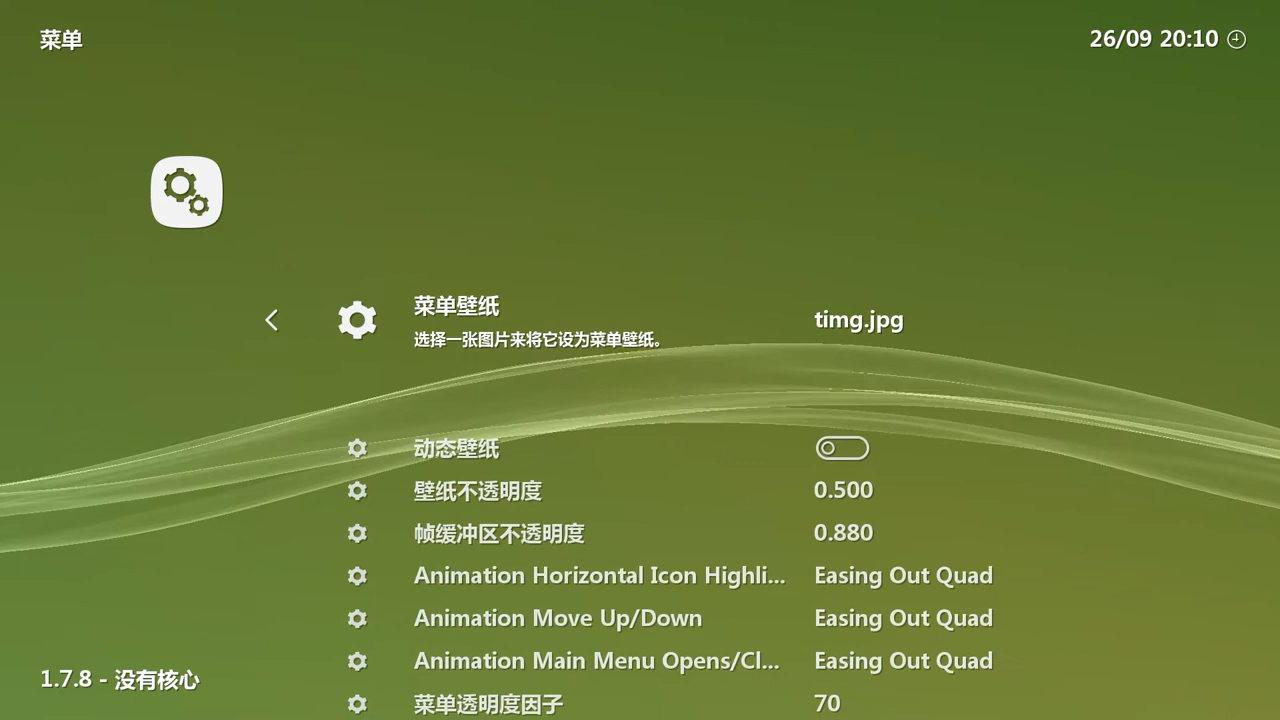 菜单
26/09 20:10
菜单壁纸
选择一张图片来将它设为菜单壁纸。
timg.jpg
动态壁纸
壁纸不透明度 0.500
帧缓冲区不透明度 0.880
Animation Horizontal Icon Highli... Easing Out Quad
Animation Move Up/Down Easing Out Quad
Animation Main Menu Opens/Cl... Easing Out Quad
菜单透明度因子 70
1.7.8 - 没有核心